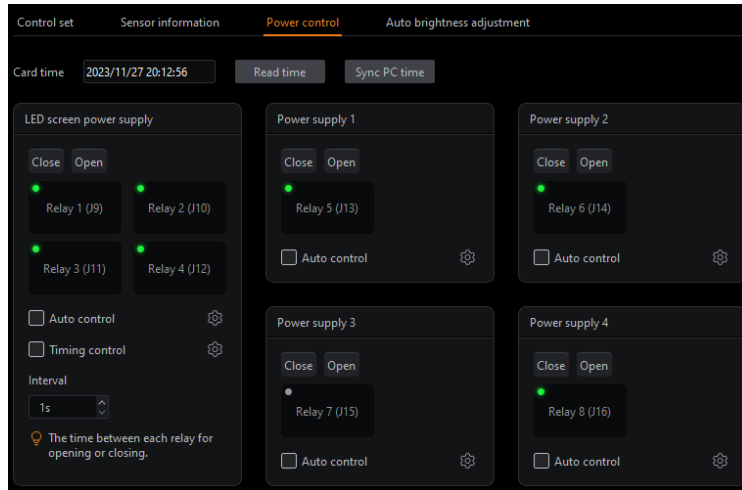 Control set Sensor information Power control Auto brightness adjustment
Card time 2023/11/27 20:12:56 Read time Sync PC time
LED screen power supply
Close Open
Relay 1 (J9) Relay 2 (J10)
Relay 3 (J11) Relay 4 (J12)
Auto control
Timing control
Interval
1s
The time between each relay for
opening or closing.
Power supply 1
Close Open
Relay 5 (J13)
Auto control
Power supply 2
Close Open
Relay 6 (J14)
Auto control
Power supply 3
Close Open
Relay 7 (J15)
Auto control
Power supply 4
Close Open
Relay 8 (J16)
Auto control